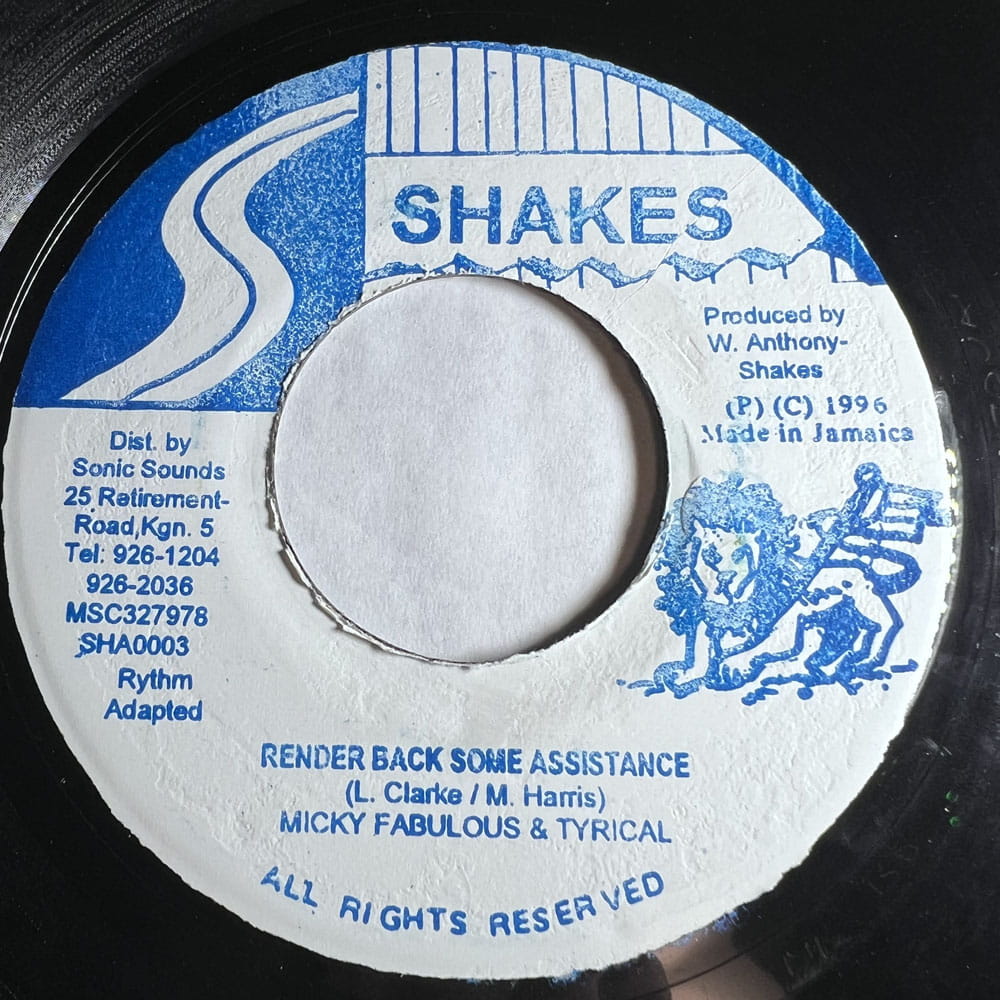 SHAKES
Produced by
W. Anthony-
Shakes
(P) (C) 1996
Made in Jamaica
Dist. by
Sonic Sounds
25 Retirement-
Road,Kgn. 5
Tel: 926-1204
926-2036
MSC327978
SHA0003
Rythm
Adapted
RENDER BACK SOME ASSISTANCE
(L. Clarke / M. Harris)
MICKY FABULOUS & TYRICAL
ALL RIGHTS RESERVED